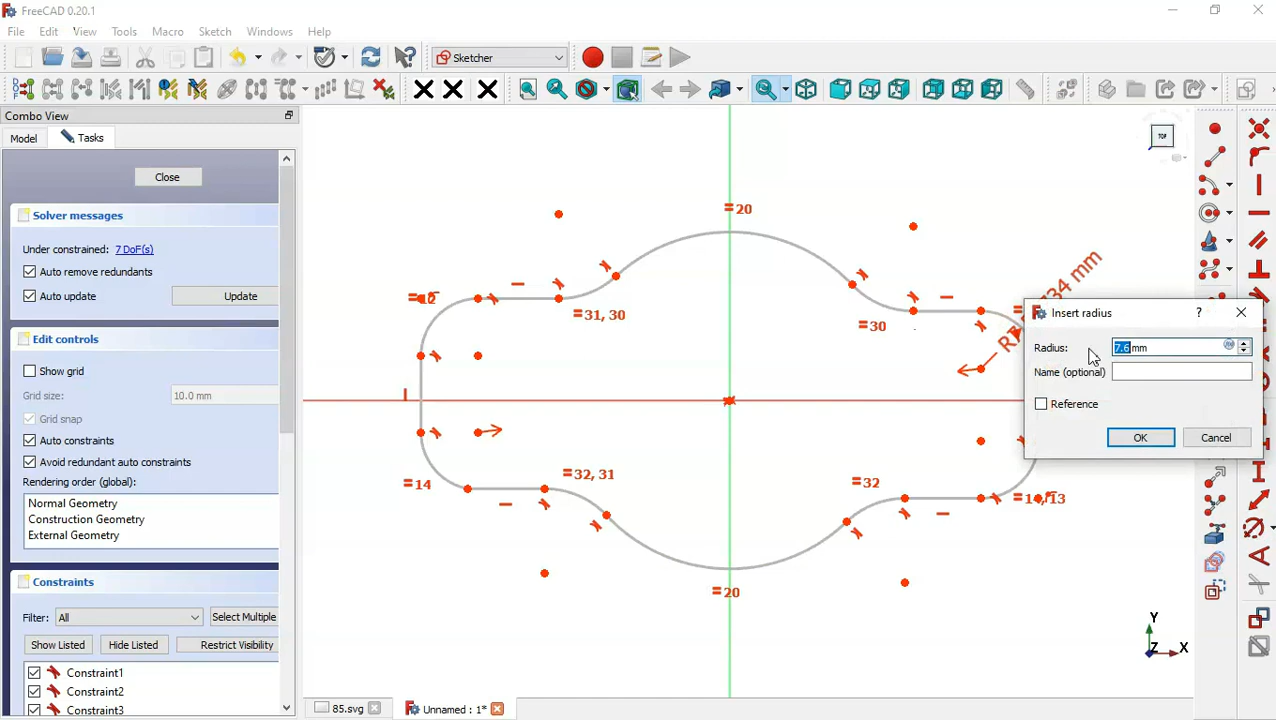 FreeCAD 0.20.1
File Edit View Tools Macro Sketch Windows Help
Sketcher
Combo View
Model Tasks
Close
Solver messages
Under constrained: 7 DoF(s)
Auto remove redundants
Auto update Update
Edit controls
Show grid
Grid size: 10.0 mm
Grid snap
Auto constraints
Avoid redundant auto constraints
Rendering order (global):
Normal Geometry
Construction Geometry
External Geometry
Constraints
Filter: All Select Multiple
Show Listed Hide Listed Restrict Visibility
Constraint1
Constraint2
Constraint3
TOP
= 20
= 31, 30
= 30
= 32, 31
= 32
= 14
= 20
Insert radius
Radius: 7.6 mm
Name (optional)
Reference
OK Cancel
Y
Z X
85.svg Unnamed : 1*